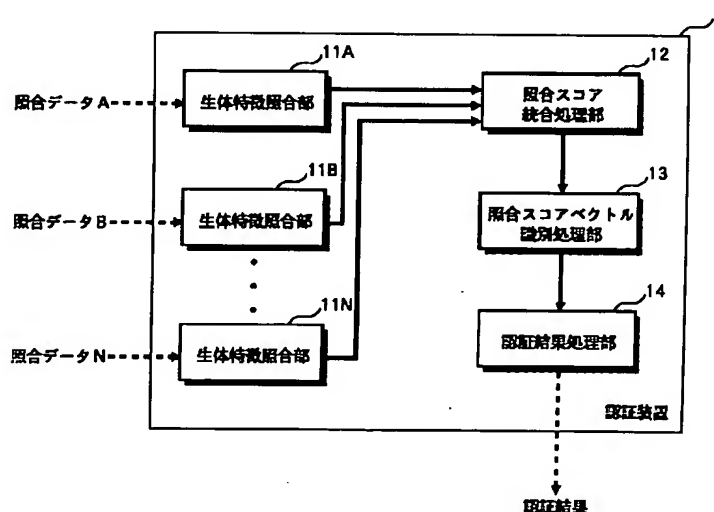 11A
照合データA
生体特徴照合部
12
照合スコア
統合処理部
11B
照合データB
生体特徴照合部
13
照合スコアベクトル
識別処理部
11N
照合データN
生体特徴照合部
14
認証結果処理部
認証装置
認証結果